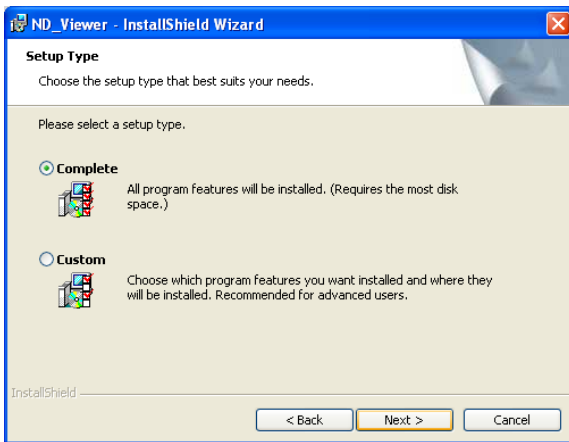 ND_Viewer - InstallShield Wizard
Setup Type
Choose the setup type that best suits your needs.
Please select a setup type.
Complete
All program features will be installed. (Requires the most disk
space.)
Custom
Choose which program features you want installed and where they
will be installed. Recommended for advanced users.
InstallShield
< Back Next > Cancel